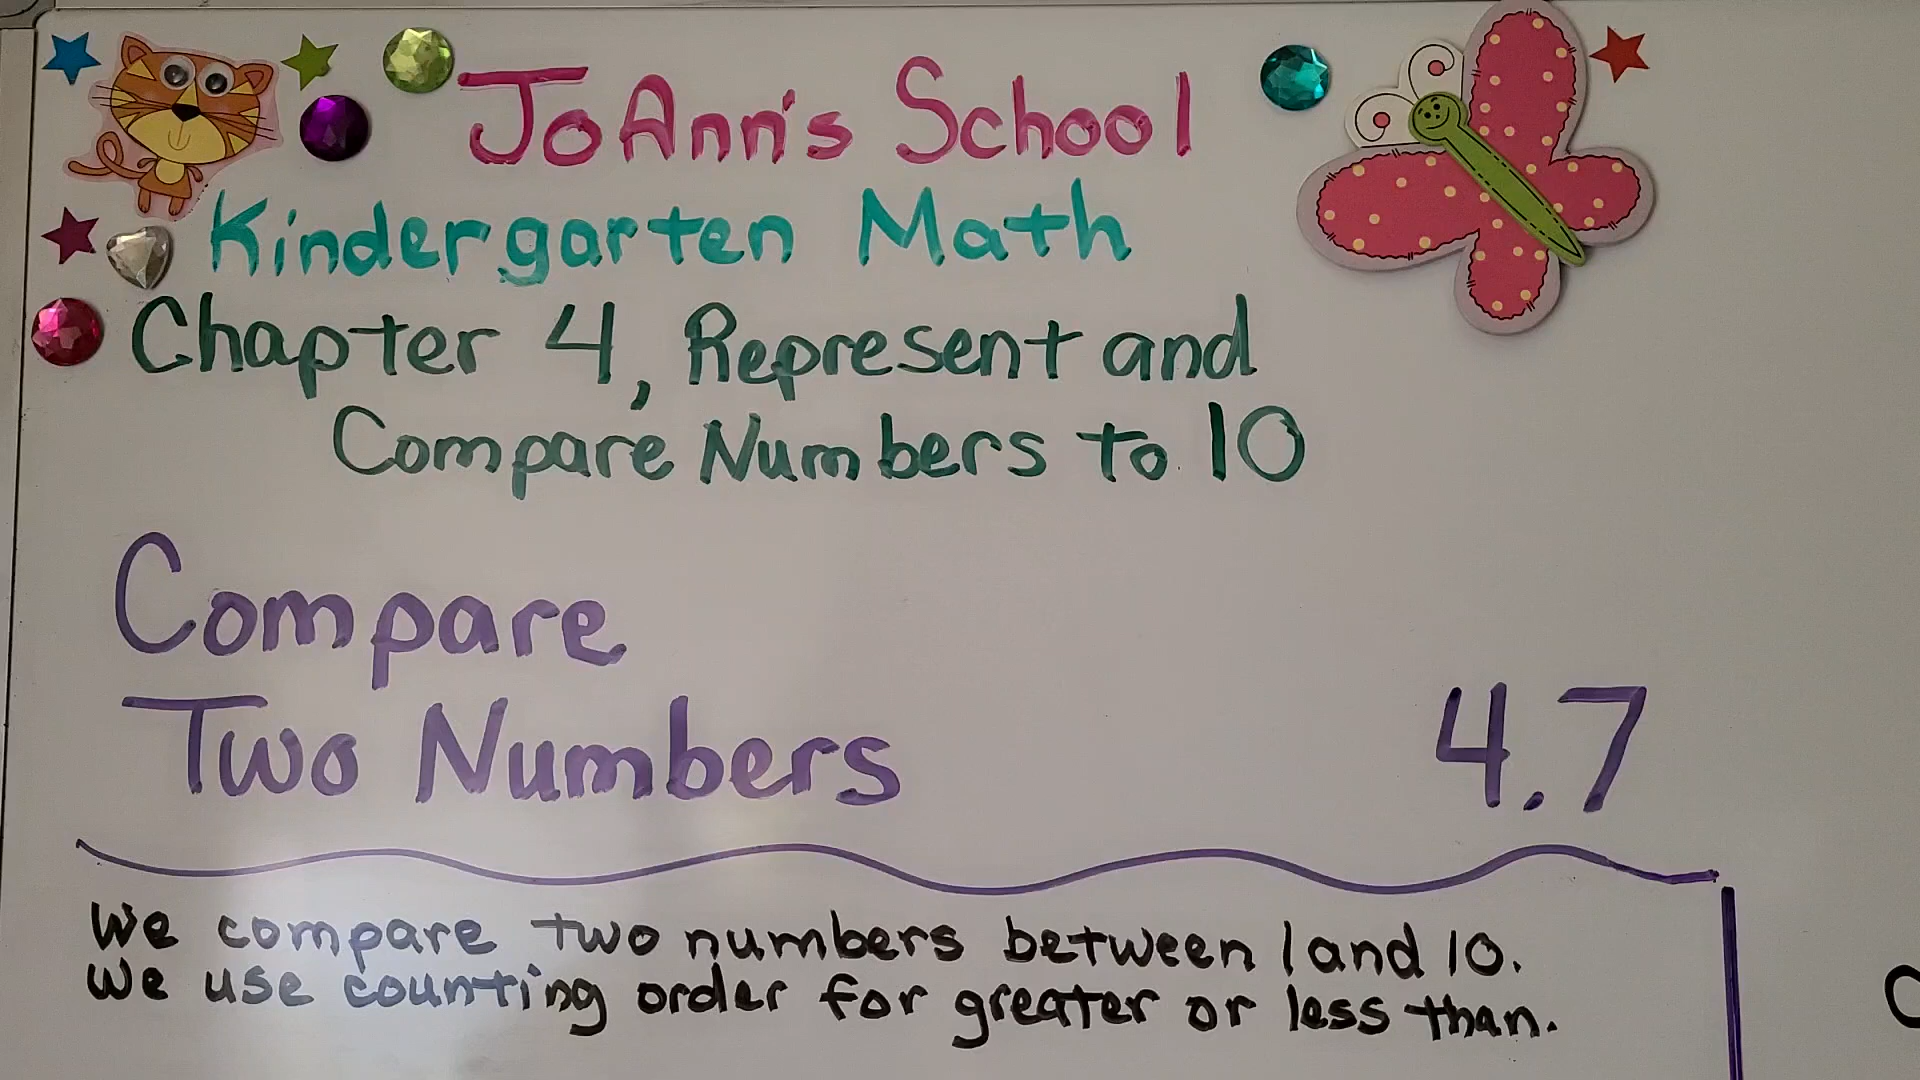 JoAnn's School
Kindergarten Math
Chapter 4, Represent and
Compare Numbers to 10
Compare
Two Numbers
4.7
We compare two numbers between 1 and 10.
We use counting order for greater or less than.